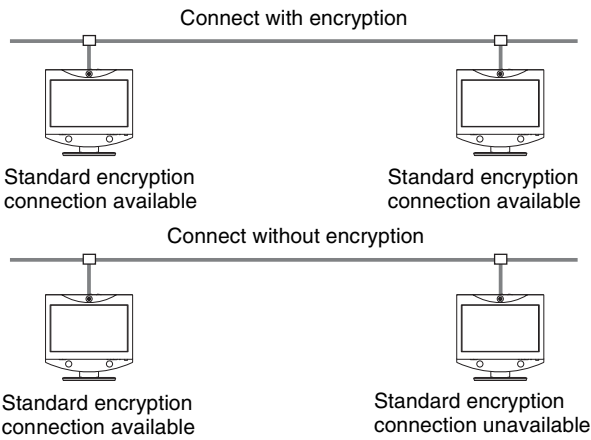 Connect with encryption
Standard encryption
connection available
Standard encryption
connection available
Connect without encryption
Standard encryption
connection available
Standard encryption
connection unavailable